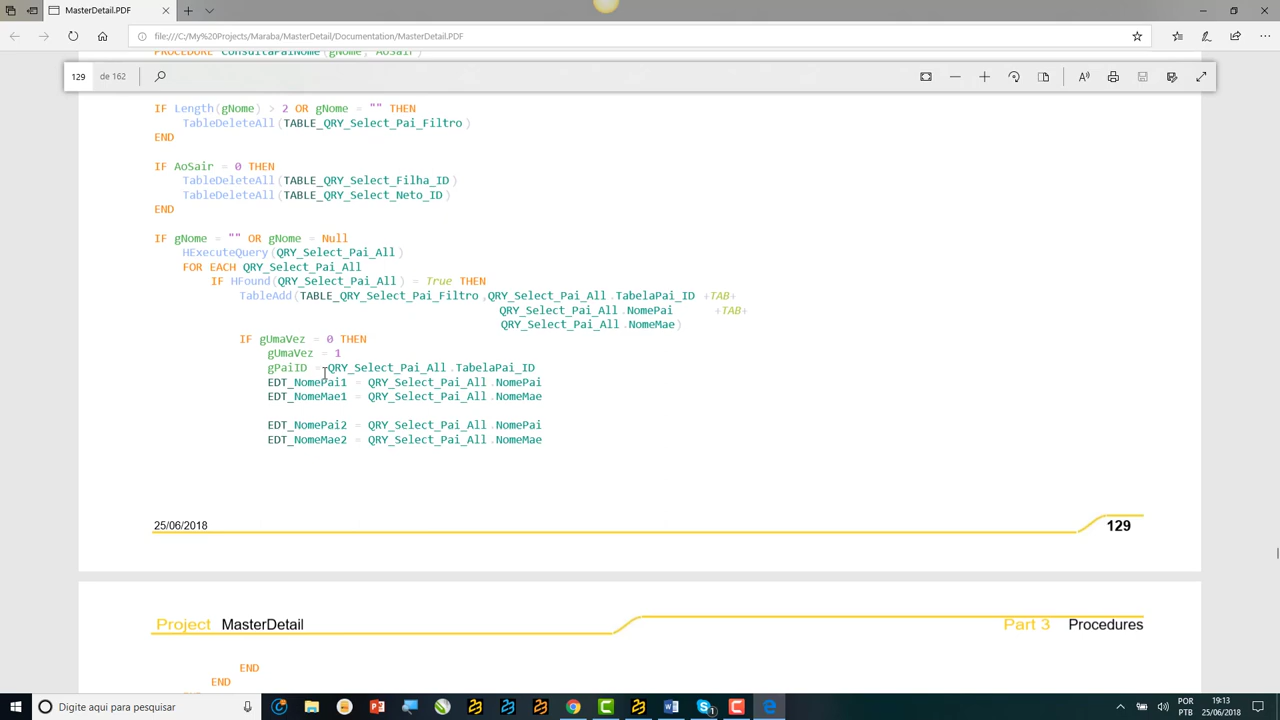 MasterDetail.PDF
file:///C:/My%20Projects/Maraba/MasterDetail/Documentation/MasterDetail.PDF
PROCEDURE ConsultaPaiNome(gNome, AoSair)
129 de 162
IF Length(gNome) > 2 OR gNome = "" THEN
TableDeleteAll(TABLE_QRY_Select_Pai_Filtro)
END
IF AoSair = 0 THEN
TableDeleteAll(TABLE_QRY_Select_Filha_ID)
TableDeleteAll(TABLE_QRY_Select_Neto_ID)
END
IF gNome = "" OR gNome = Null
HExecuteQuery(QRY_Select_Pai_All)
FOR EACH QRY_Select_Pai_All
IF HFound(QRY_Select_Pai_All) = True THEN
TableAdd(TABLE_QRY_Select_Pai_Filtro,QRY_Select_Pai_All.TabelaPai_ID +TAB+
QRY_Select_Pai_All.NomePai +TAB+
QRY_Select_Pai_All.NomeMae)
IF gUmaVez = 0 THEN
gUmaVez = 1
gPaiID = QRY_Select_Pai_All.TabelaPai_ID
EDT_NomePai1 = QRY_Select_Pai_All.NomePai
EDT_NomeMae1 = QRY_Select_Pai_All.NomeMae
EDT_NomePai2 = QRY_Select_Pai_All.NomePai
EDT_NomeMae2 = QRY_Select_Pai_All.NomeMae
25/06/2018 129
Project MasterDetail Part 3 Procedures
END
END
Digite aqui para pesquisar
POR 19:13
PTB 25/06/2018